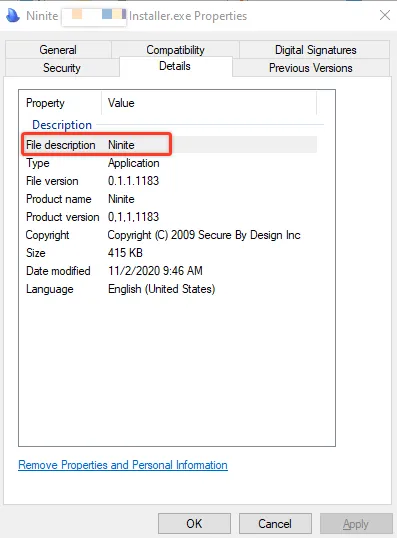 Ninite Installer.exe Properties
General Compatibility Digital Signatures
Security Details Previous Versions
Property Value
Description
File description Ninite
Type Application
File version 0.1.1.1183
Product name Ninite
Product version 0,1,1,1183
Copyright Copyright (C) 2009 Secure By Design Inc
Size 415 KB
Date modified 11/2/2020 9:46 AM
Language English (United States)
Remove Properties and Personal Information
OK Cancel Apply